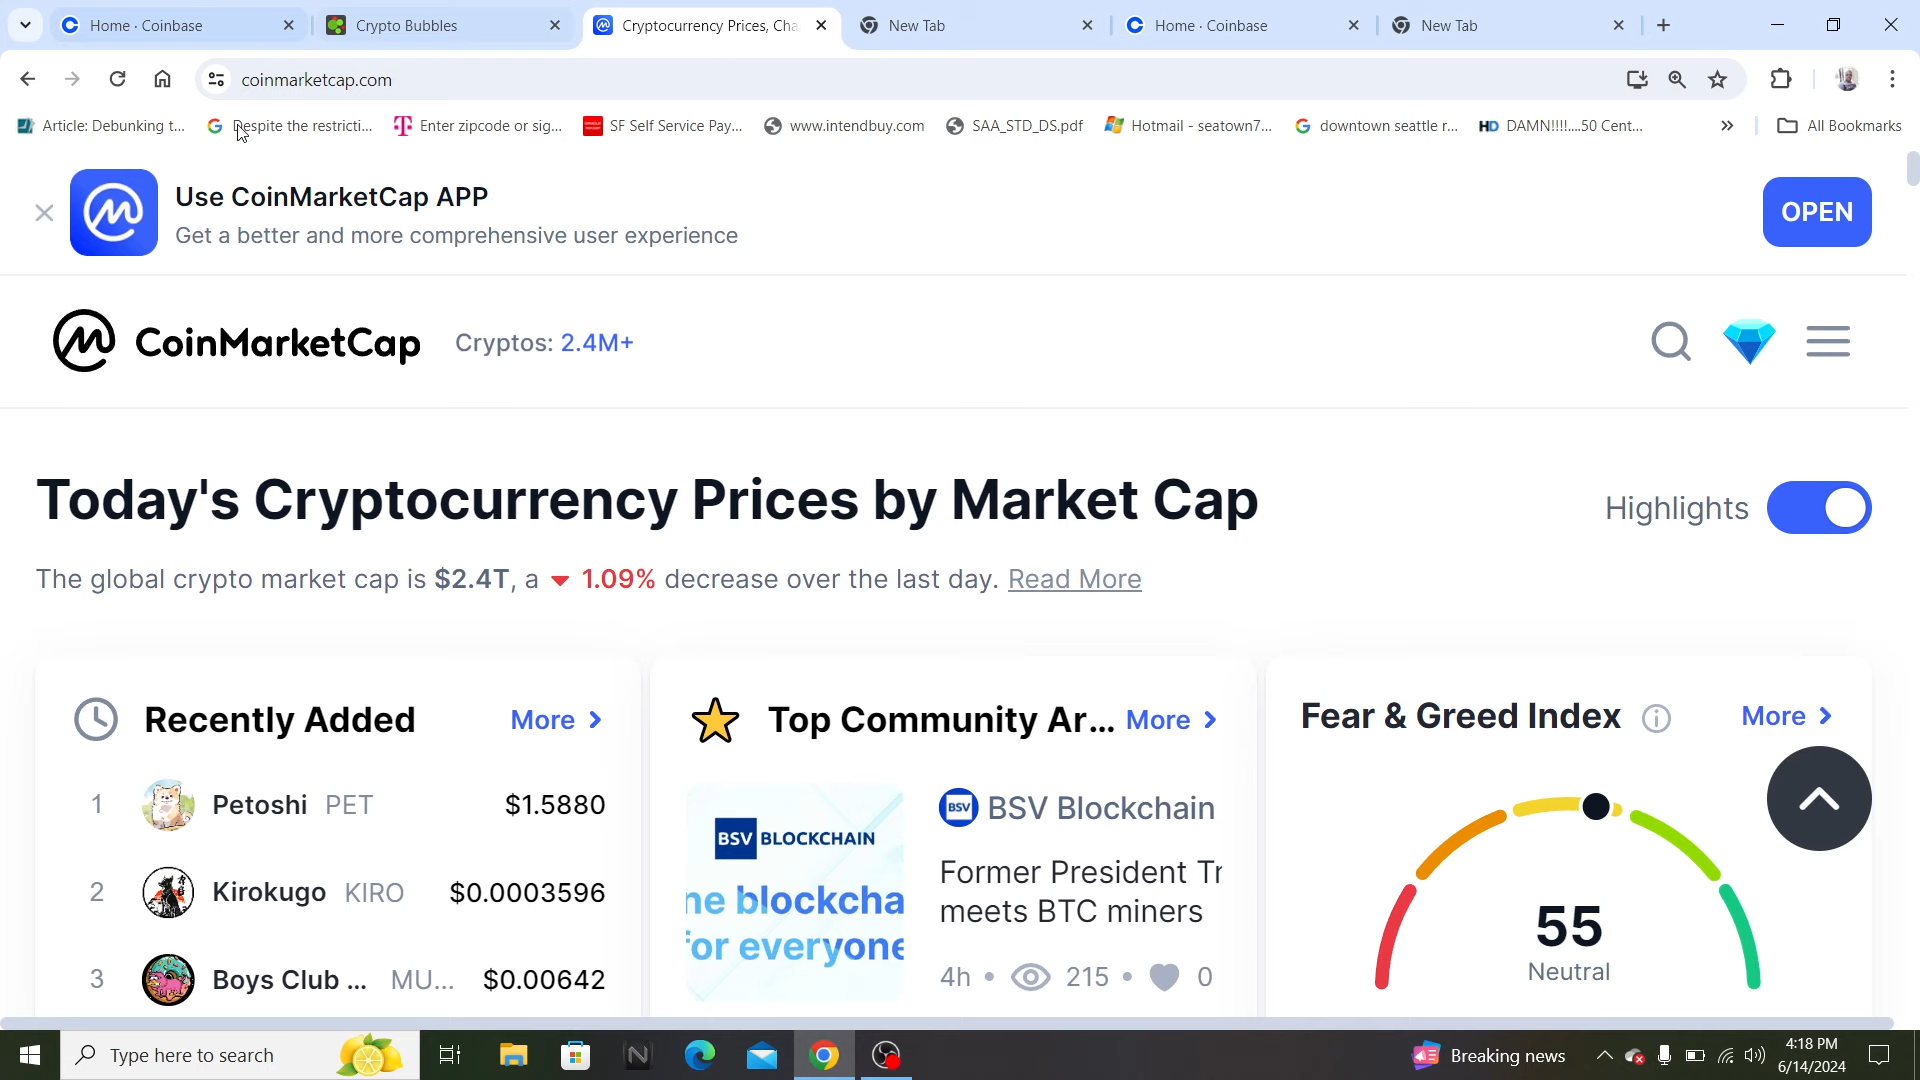 Home · Coinbase
Crypto Bubbles
Cryptocurrency Prices, Cha
New Tab
Home · Coinbase
New Tab
coinmarketcap.com
Article: Debunking t...
Despite the restricti...
Enter zipcode or sig...
SF Self Service Pay...
www.intendbuy.com
SAA_STD_DS.pdf
Hotmail - seatown7...
downtown seattle r...
HD DAMN!!!!....50 Cent...
All Bookmarks
Use CoinMarketCap APP
Get a better and more comprehensive user experience
OPEN
CoinMarketCap
Cryptos: 2.4M+
Today's Cryptocurrency Prices by Market Cap
Highlights
The global crypto market cap is $2.4T, a 1.09% decrease over the last day. Read More
Recently Added
More
1 Petoshi PET $1.5880
2 Kirokugo KIRO $0.0003596
3 Boys Club ... MU... $0.00642
Top Community Ar...
More
BSV BLOCKCHAIN
ne blockcha
for everyone
BSV BSV Blockchain
Former President Tr
meets BTC miners
4h • 215 • 0
Fear & Greed Index
More
55
Neutral
Type here to search
Breaking news
4:18 PM
6/14/2024